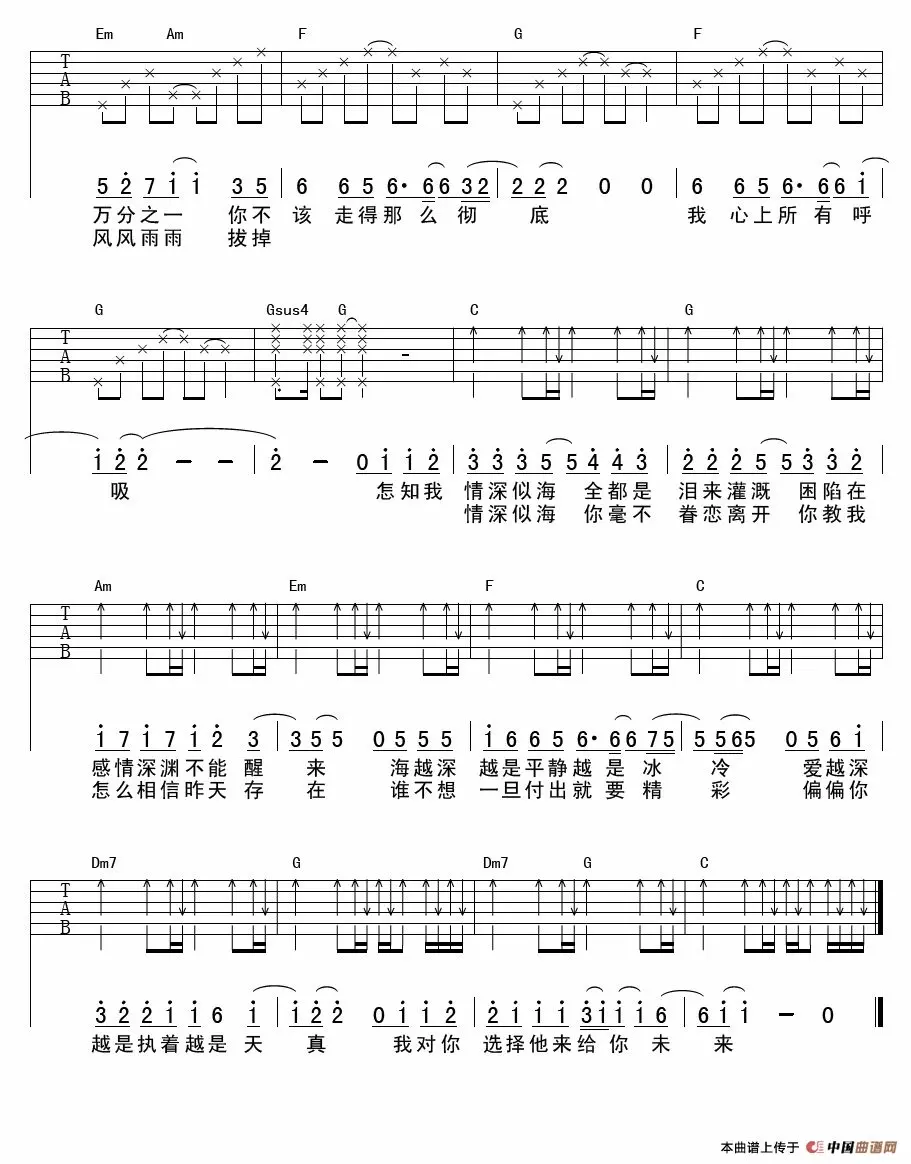 Em Am F G F
T
A
B
5 2 7 1 1 3 5 6 6 5 6· 6 6 3 2 2 2 2 0 0 6 6 5 6· 6 6 1
万分之一 你不 该 走得那么彻 底 我 心上所有呼
风风雨雨 拔掉
G Gsus4 G C G
T
A
B
1 2 2 - - 2 - 0 1 1 2 3 3 3 5 5 4 4 3 2 2 2 5 5 3 3 2
吸 怎知我 情深似海 全都是 泪来灌溉 困陷在
情深似海 你毫不 眷恋离开 你教我
Am Em F C
T
A
B
1 7 1 7 1 2 3 3 5 5 0 5 5 5 1 6 6 5 6· 6 6 7 5 5 5 6 5 0 5 6 1
感情深渊不能醒 来 海越深 越是平静越是冰 冷 爱越深
怎么相信昨天存 在 谁不想 一旦付出就要精 彩 偏偏你
Dm7 G Dm7 G C
T
A
B
3 2 2 1 1 6 1 1 2 2 0 1 1 2 2 1 1 1 3 1 1 1 6 6 1 1 - 0
越是执着越是天 真 我对你 选择他来给你未 来
本曲谱上传于 中国曲谱网